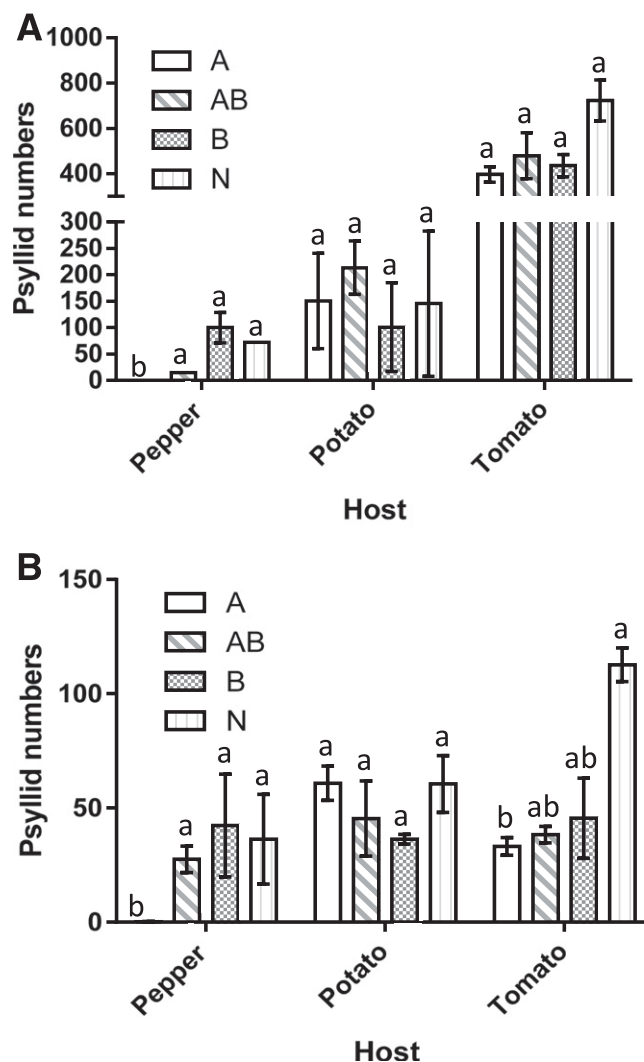 A
Psyllid numbers
1000
800
600
400
300
250
200
150
100
50
0
A
AB
B
N
b a a a
a a a a
a a a a
Pepper Potato Tomato
Host
B
Psyllid numbers
150
100
50
0
A
AB
B
N
b a a a
a a a a
b ab ab a
Pepper Potato Tomato
Host